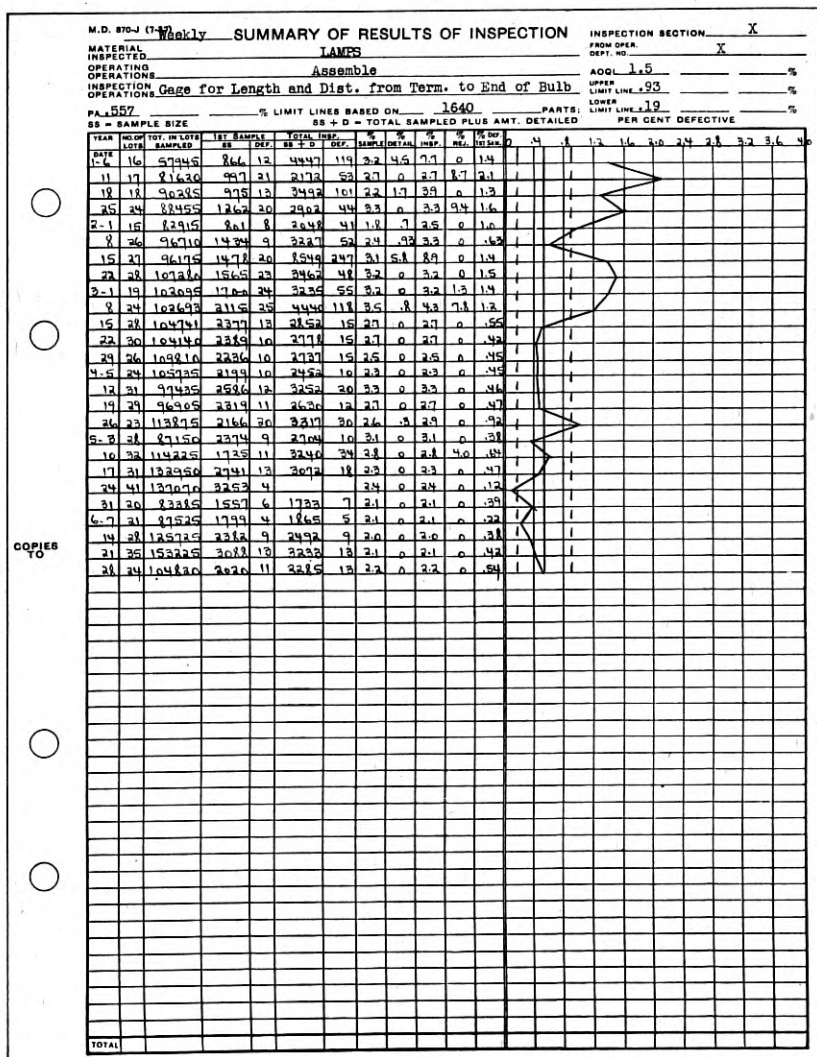 M.D. 870-J (7-37) Weekly SUMMARY OF RESULTS OF INSPECTION INSPECTION SECTION X
MATERIAL INSPECTED LAMPS FROM OPER. DEPT. NO. X
OPERATING OPERATIONS Assemble AOQL 1.5 %
INSPECTION OPERATIONS Gage for Length and Dist. from Term. to End of Bulb UPPER LIMIT LINE .93 %
PA .557 % LIMIT LINES BASED ON 1640 PARTS; LOWER LIMIT LINE .19 %
SS = SAMPLE SIZE SS + D = TOTAL SAMPLED PLUS AMT. DETAILED PER CENT DEFECTIVE
YEAR NO. OF LOTS TOT. IN LOTS SAMPLED 1ST SAMPLE TOTAL INSP. % SAMPLE % DETAIL % INSP. % REJ. % DEF. 1ST SAM. 0 .4 .8 1.2 1.6 2.0 2.4 2.8 3.2 3.6 4.0
DATE SS DEF. SS + D DEF.
1-6 16 57945 866 12 4447 119 3.2 4.5 7.7 0 1.4
11 17 81620 997 21 2172 53 2.7 0 2.7 8.7 2.1
18 18 90285 975 13 3492 101 2.2 1.7 3.9 0 1.3
25 24 88455 1262 20 2902 44 3.3 0 3.3 9.4 1.6
2-1 15 82915 801 8 2048 41 1.8 .7 2.5 0 1.0
8 26 96710 1434 9 3227 52 2.4 .93 3.3 0 .63
15 27 96175 1478 20 8549 247 3.1 5.8 8.9 0 1.4
22 28 107280 1565 23 3462 48 3.2 0 3.2 0 1.5
3-1 19 102095 1700 24 3235 55 3.2 0 3.2 1.3 1.4
8 24 102693 2115 25 4440 118 3.5 .8 4.3 7.8 1.2
15 28 104741 2377 13 2852 15 2.7 0 2.7 0 .55
22 30 104140 2389 10 2778 15 2.7 0 2.7 0 .42
29 26 109810 2236 10 2737 15 2.5 0 2.5 0 .45
4-5 24 105735 2199 10 2452 10 2.3 0 2.3 0 .45
12 31 97435 2586 12 3252 20 3.3 0 3.3 0 .46
19 29 96905 2319 11 2630 12 2.7 0 2.7 0 .47
26 23 113875 2166 20 3317 30 2.6 .3 2.9 0 .92
5-3 28 87150 2374 9 2704 10 3.1 0 3.1 0 .38
10 32 114225 1725 11 3240 34 2.8 0 2.8 4.0 .64
17 31 132950 2741 13 3072 18 2.3 0 2.3 0 .47
24 41 137070 3253 4 2.4 0 2.4 0 .12
31 20 83385 1557 6 1733 7 2.1 0 2.1 0 .39
6-7 21 87525 1799 4 1865 5 2.1 0 2.1 0 .22
14 28 125725 2382 9 2492 9 2.0 0 2.0 0 .38
COPIES TO
21 35 153225 3088 13 3233 13 2.1 0 2.1 0 .42
28 24 104820 2020 11 2285 13 2.2 0 2.2 0 .54
TOTAL